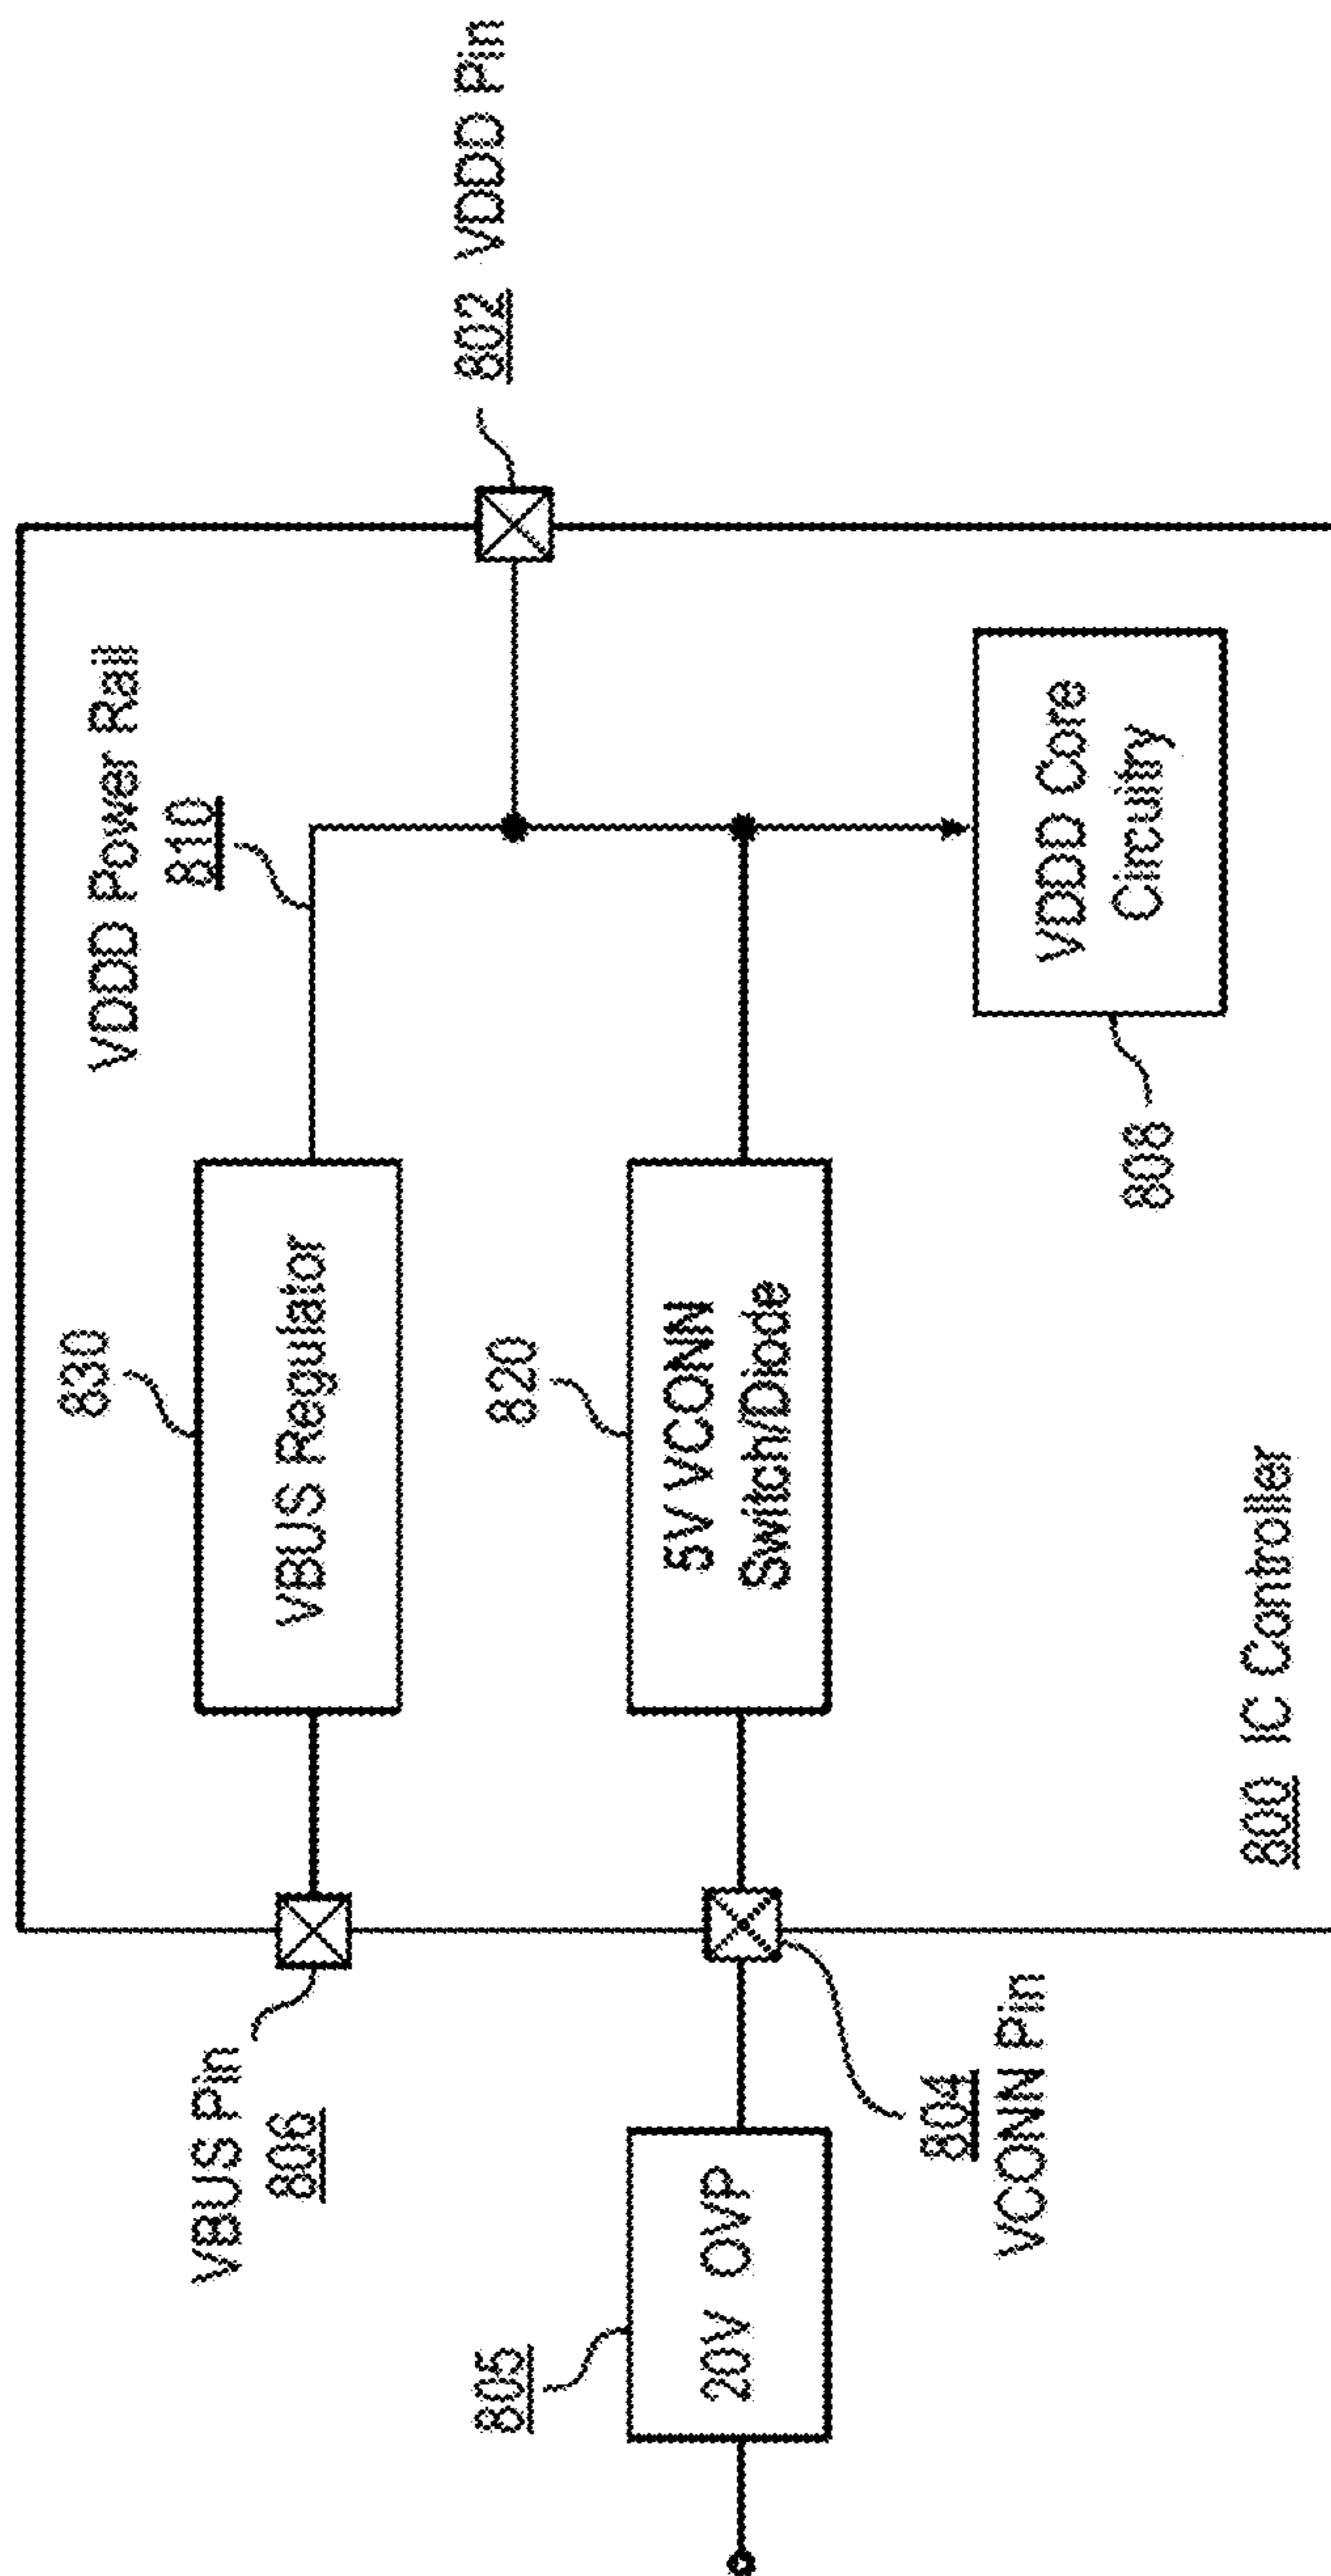 VDDD Power Rail
810
VBUS Pin
806
830
VBUS Regulator
802 VDDD Pin
805
20V OVP
820
5V VCONN
Switch/Diode
804
VCONN Pin
VDDD Core
Circuitry
808
800 IC Controller